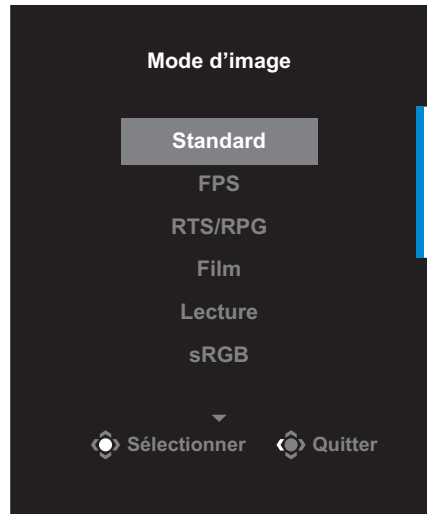 Mode d’image
Standard
FPS
RTS/RPG
Film
Lecture
sRGB
Sélectionner Quitter